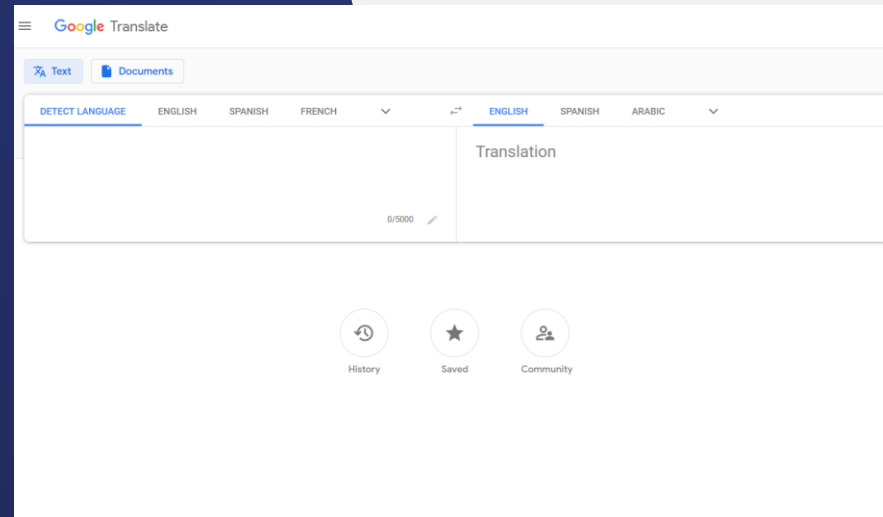 Google Translate
Text Documents
DETECT LANGUAGE ENGLISH SPANISH FRENCH ENGLISH SPANISH ARABIC
Translation
0/5000
History Saved Community